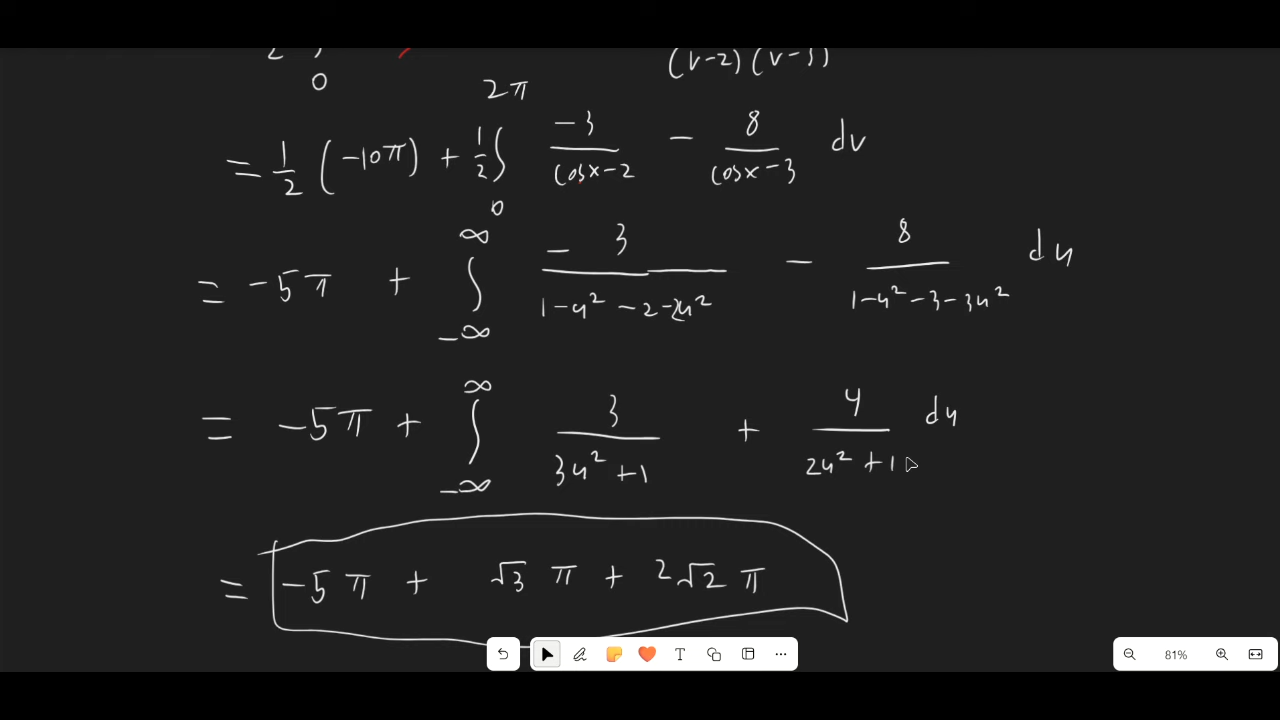 0
(v-2)(v-3)
= 1/2 (-10π) + 1/2 ∫_0^{2π} -3/(cosx-2) - 8/(cosx-3) dv
= -5π + ∫_{-∞}^{∞} -3/(1-u²-2-2u²) - 8/(1-u²-3-3u²) du
= -5π + ∫_{-∞}^{∞} 3/(3u²+1) + 4/(2u²+1) du
= -5π + √3 π + 2√2 π
T
81%